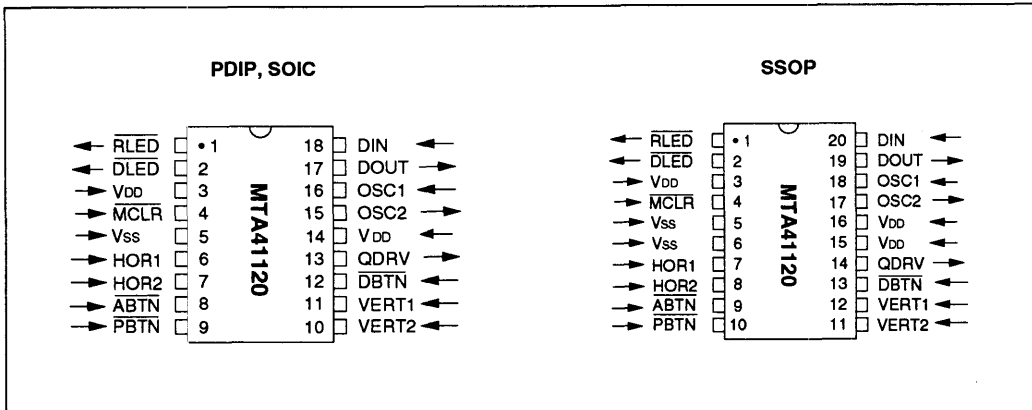 PDIP, SOIC
RLED •1 18 DIN
DLED 2 17 DOUT
VDD 3 16 OSC1
MCLR 4 15 OSC2
VSS 5 14 VDD
HOR1 6 13 QDRV
HOR2 7 12 DBTN
ABTN 8 11 VERT1
PBTN 9 10 VERT2
MTA41120
SSOP
RLED •1 20 DIN
DLED 2 19 DOUT
VDD 3 18 OSC1
MCLR 4 17 OSC2
VSS 5 16 VDD
VSS 6 15 VDD
HOR1 7 14 QDRV
HOR2 8 13 DBTN
ABTN 9 12 VERT1
PBTN 10 11 VERT2
MTA41120